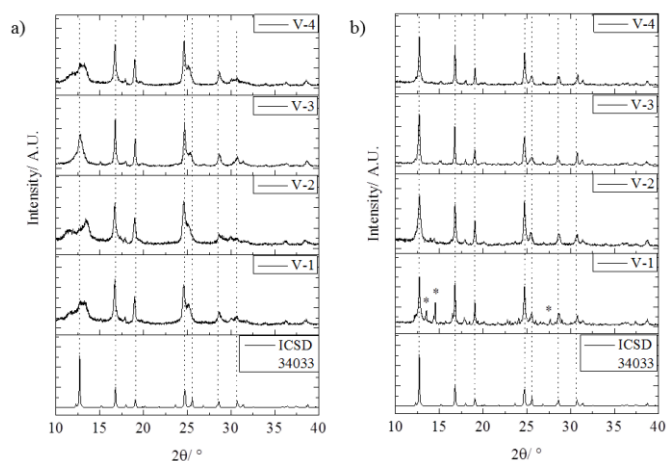 a)
V-4
V-3
V-2
V-1
ICSD
34033
Intensity/ A.U.
10 15 20 25 30 35 40
2θ/ °
b)
V-4
V-3
V-2
* *
*
V-1
ICSD
34033
Intensity/ A.U.
10 15 20 25 30 35 40
2θ/ °